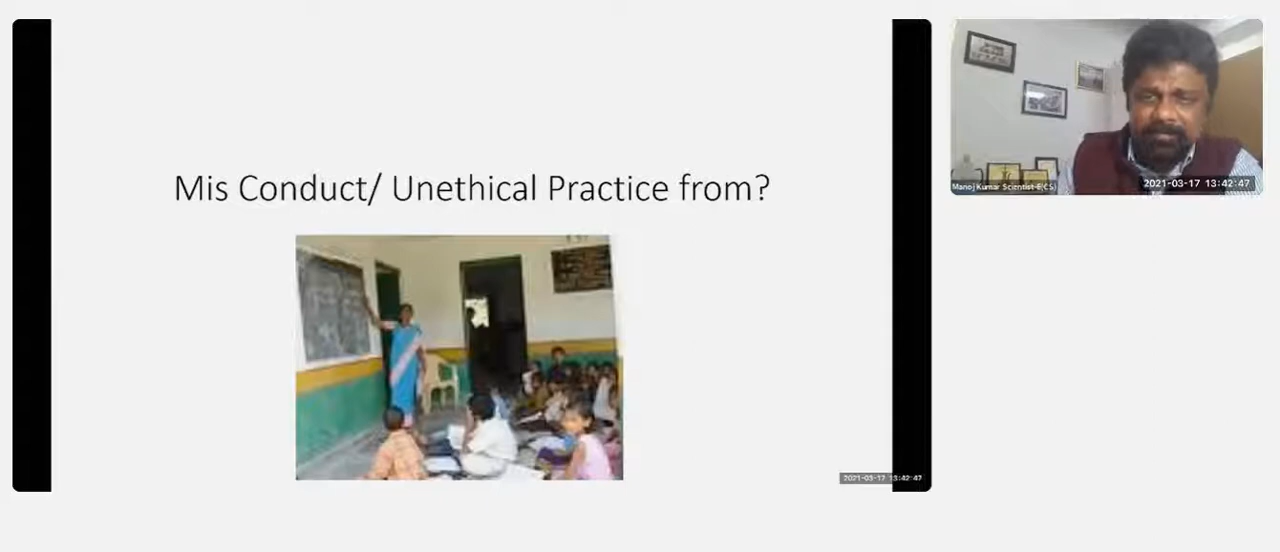 Mis Conduct/ Unethical Practice from?
Manoj Kumar Scientist-E(CS)
2021-03-17 13:42:47
2021-03-17 13:42:47